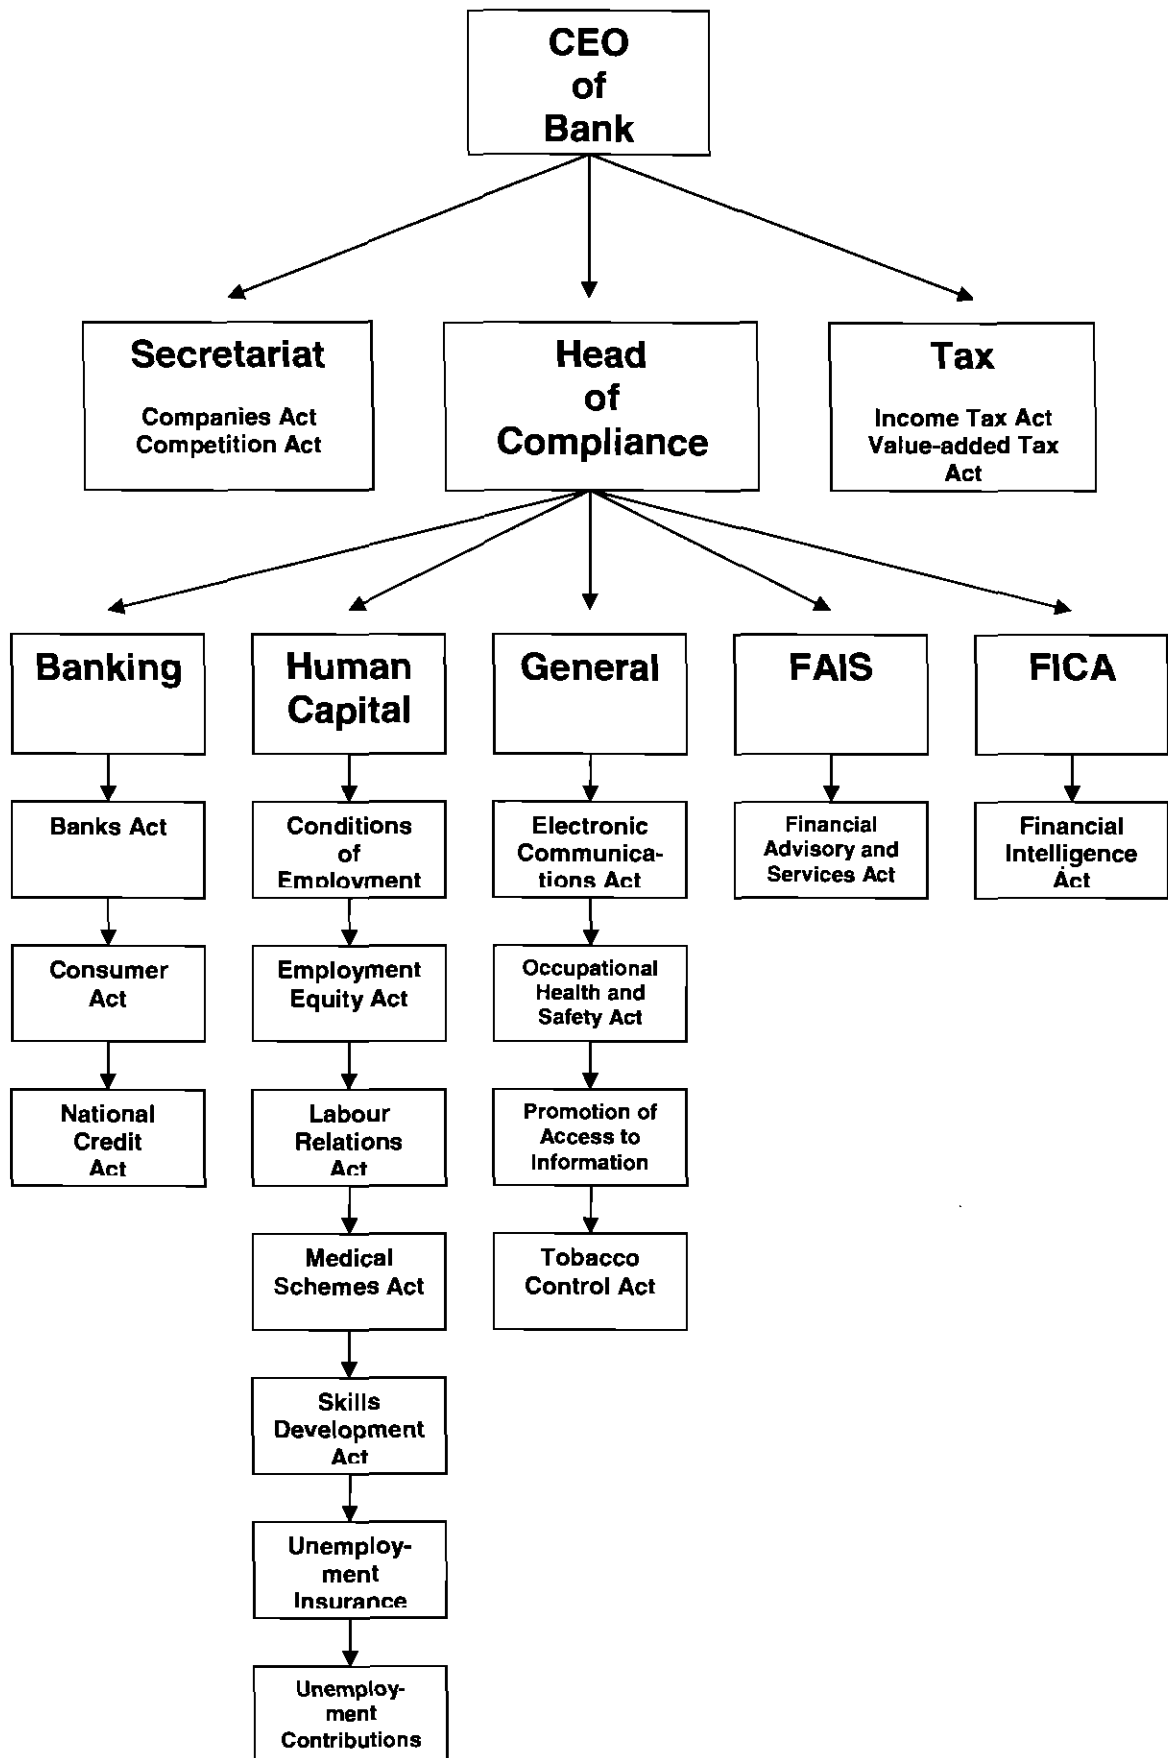 CEO
of
Bank
Secretariat
Companies Act
Competition Act
Head
of
Compliance
Tax
Income Tax Act
Value-added Tax
Act
Banking
Human
Capital
General
FAIS
FICA
Banks Act
Conditions
of
Employment
Electronic
Communica-
tions Act
Financial
Advisory and
Services Act
Financial
Intelligence
Act
Consumer
Act
Employment
Equity Act
Occupational
Health and
Safety Act
National
Credit
Act
Labour
Relations
Act
Promotion of
Access to
Information
Medical
Schemes Act
Tobacco
Control Act
Skills
Development
Act
Unemploy-
ment
Insurance
Unemploy-
ment
Contributions